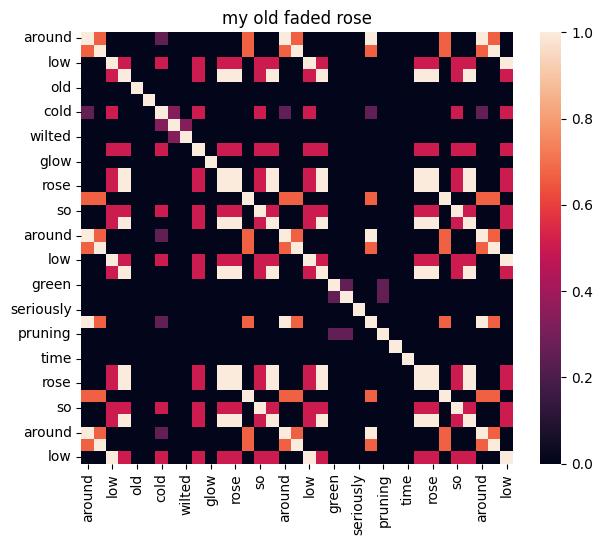 my old faded rose
around
low
old
cold
wilted
glow
rose
so
around
low
green
seriously
pruning
time
rose
so
around
low
1.0
0.8
0.6
0.4
0.2
0.0
around
low
old
cold
wilted
glow
rose
so
around
low
green
seriously
pruning
time
rose
so
around
low